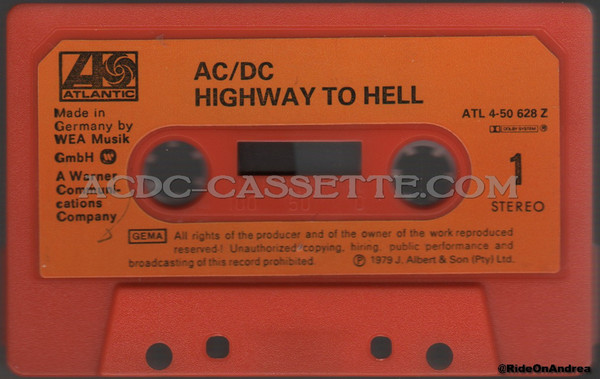 AC/DC
HIGHWAY TO HELL
ATLANTIC
ATL 4-50 628 Z
DOLBY SYSTEM
Made in
Germany by
WEA Musik
GmbH
A Warner
Communi-
cations
Company
ACDC-CASSETTE.COM
1
STEREO
GEMA
All rights of the producer and of the owner of the work reproduced
reserved! Unauthorized copying, hiring, public performance and
broadcasting of this record prohibited. ℗ 1979 J. Albert & Son (Pty) Ltd.
@RideOnAndrea